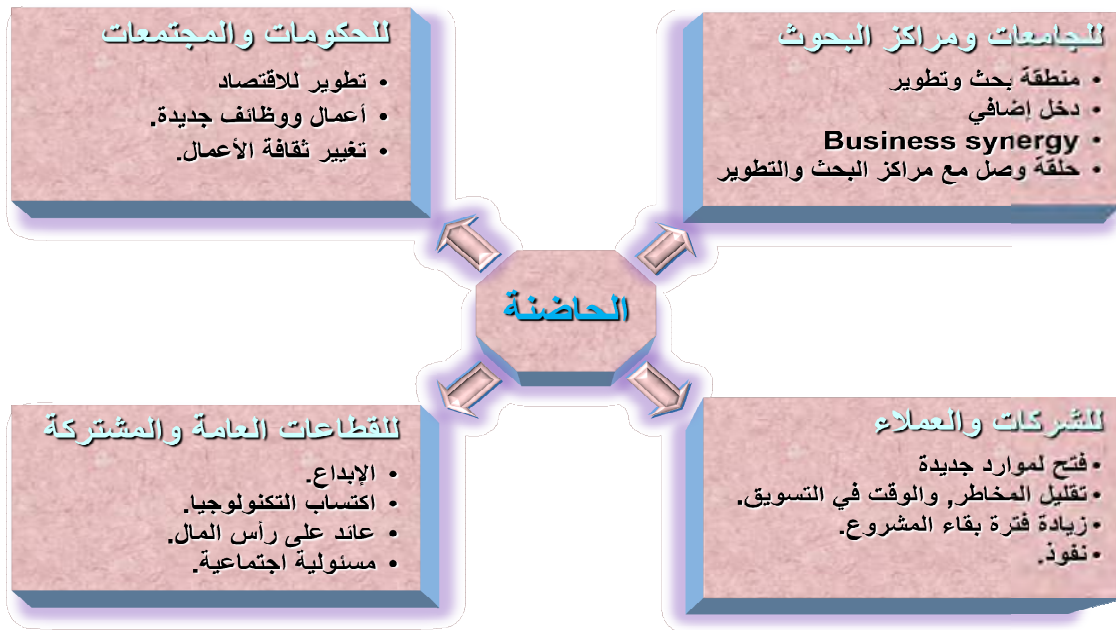 للجامعات ومراكز البحوث
• منطقة بحث وتطوير
• دخل إضافي
• Business synergy
• حلقة وصل مع مراكز البحث والتطوير
للحكومات والمجتمعات
• تطوير للاقتصاد
• أعمال ووظائف جديدة.
• تغيير ثقافة الأعمال.
الحاضنة
للشركات والعملاء
• فتح لموارد جديدة
• تقليل المخاطر, والوقت في التسويق.
• زيادة فترة بقاء المشروع.
• نفوذ.
للقطاعات العامة والمشتركة
• الإبداع.
• اكتساب التكنولوجيا.
• عائد على رأس المال.
• مسئولية اجتماعية.